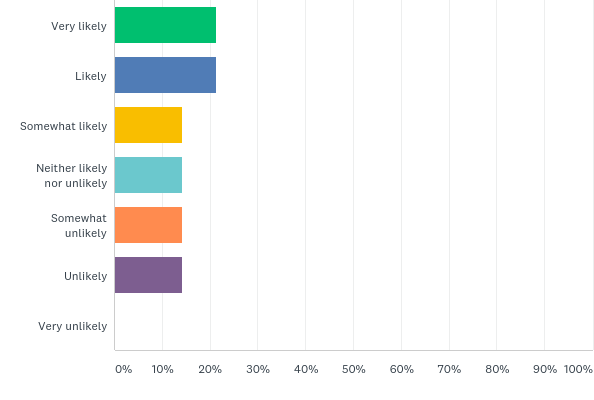 Very likely
Likely
Somewhat likely
Neither likely
nor unlikely
Somewhat
unlikely
Unlikely
Very unlikely
0% 10% 20% 30% 40% 50% 60% 70% 80% 90% 100%